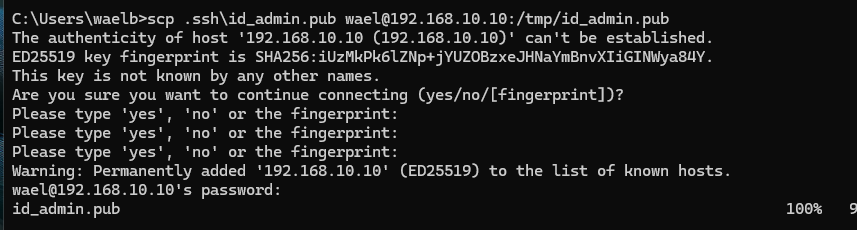 C:\Users\waelb>scp .ssh\id_admin.pub wael@192.168.10.10:/tmp/id_admin.pub
The authenticity of host '192.168.10.10 (192.168.10.10)' can't be established.
ED25519 key fingerprint is SHA256:iUzMkPk6lZNp+jYUZOBzxeJHNaYmBnvXIiGINWya84Y.
This key is not known by any other names.
Are you sure you want to continue connecting (yes/no/[fingerprint])?
Please type 'yes', 'no' or the fingerprint:
Please type 'yes', 'no' or the fingerprint:
Please type 'yes', 'no' or the fingerprint:
Warning: Permanently added '192.168.10.10' (ED25519) to the list of known hosts.
wael@192.168.10.10's password:
id_admin.pub 100% 9